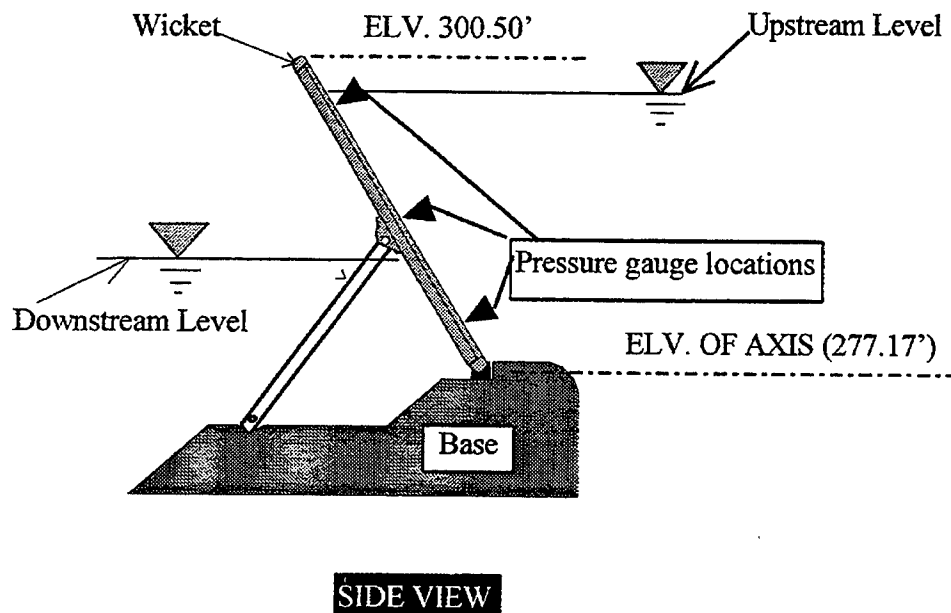 Wicket
ELV. 300.50'
Upstream Level
Pressure gauge locations
Downstream Level
ELV. OF AXIS (277.17')
Base
SIDE VIEW